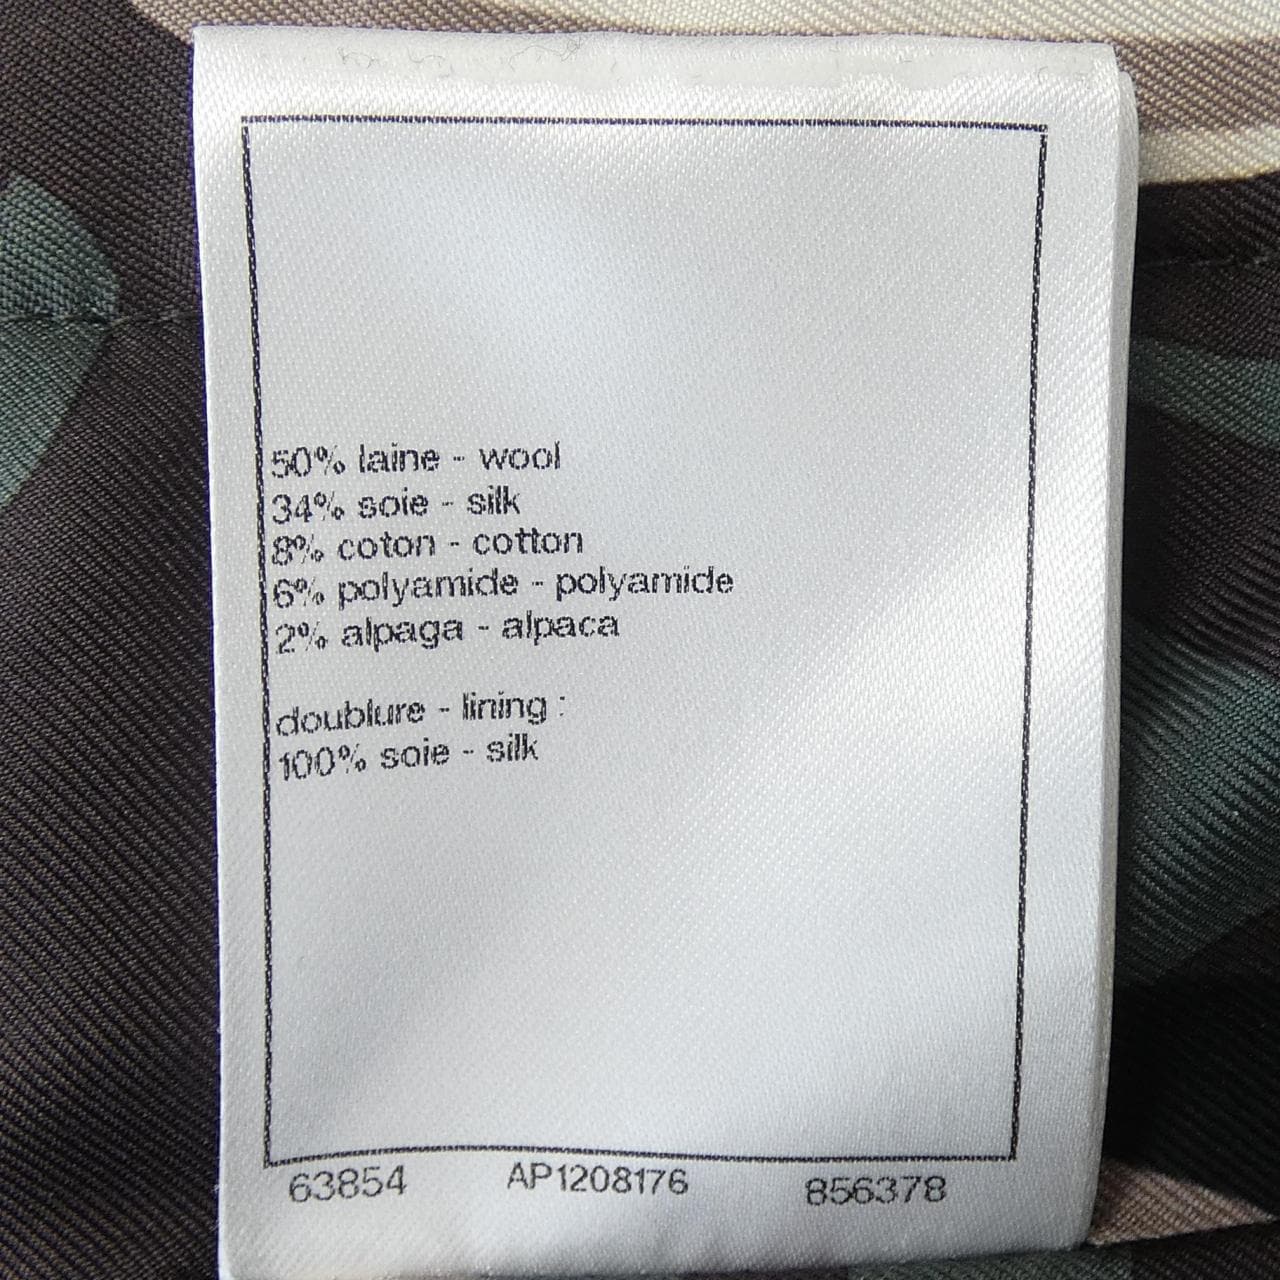 50% laine - wool
34% soie - silk
8% coton - cotton
6% polyamide - polyamide
2% alpaga - alpaca
doublure - lining :
100% soie - silk
63854 AP1208176 856378